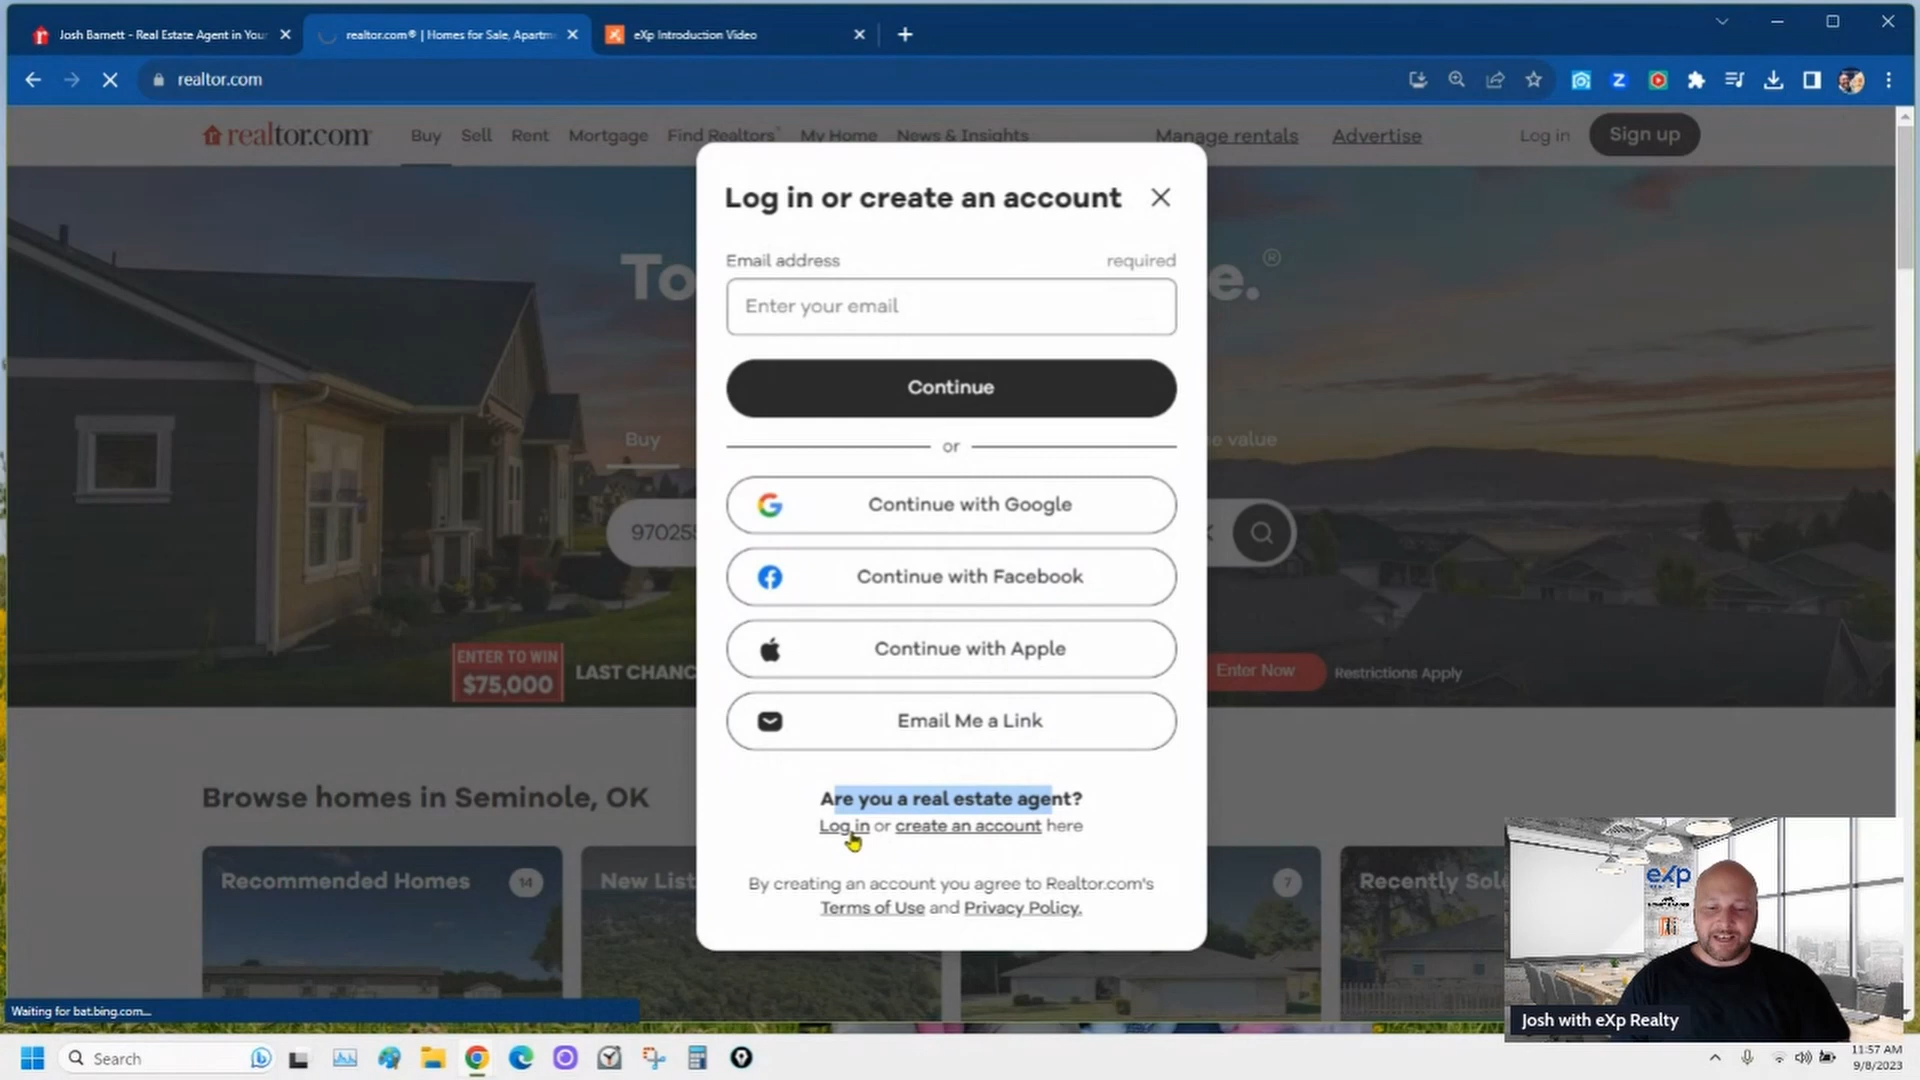 Josh Barnett - Real Estate Agent in Your
realtor.com® | Homes for Sale, Apartm
eXp Introduction Video
realtor.com
realtor.com
Buy
Sell
Rent
Mortgage
Find Realtors®
My Home
News & Insights
Manage rentals
Advertise
Log in
Sign up
Log in or create an account
Email address
required
To
e.®
Enter your email
Continue
Buy
or
e value
Continue with Google
97025
Continue with Facebook
Continue with Apple
ENTER TO WIN
$75,000
LAST CHANC
Enter Now
Restrictions Apply
Email Me a Link
Browse homes in Seminole, OK
Are you a real estate agent?
Log in or create an account here
Recommended Homes
14
New List
7
Recently Sol
By creating an account you agree to Realtor.com's
Terms of Use and Privacy Policy.
eXp
Waiting for bat.bing.com...
Josh with eXp Realty
Search
11:57 AM
9/8/2023